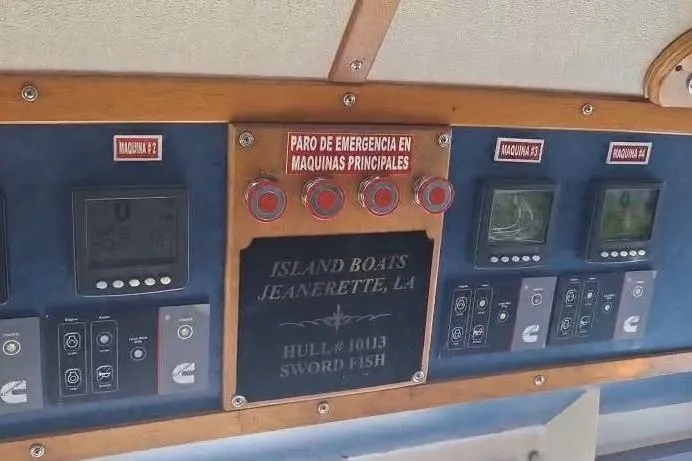 MAQUINA # 2
PARO DE EMERGENCIA EN
MAQUINAS PRINCIPALES
MAQUINA #3
MAQUINA #4
ISLAND BOATS
JEANERETTE, LA
HULL # 10113
SWORD FISH